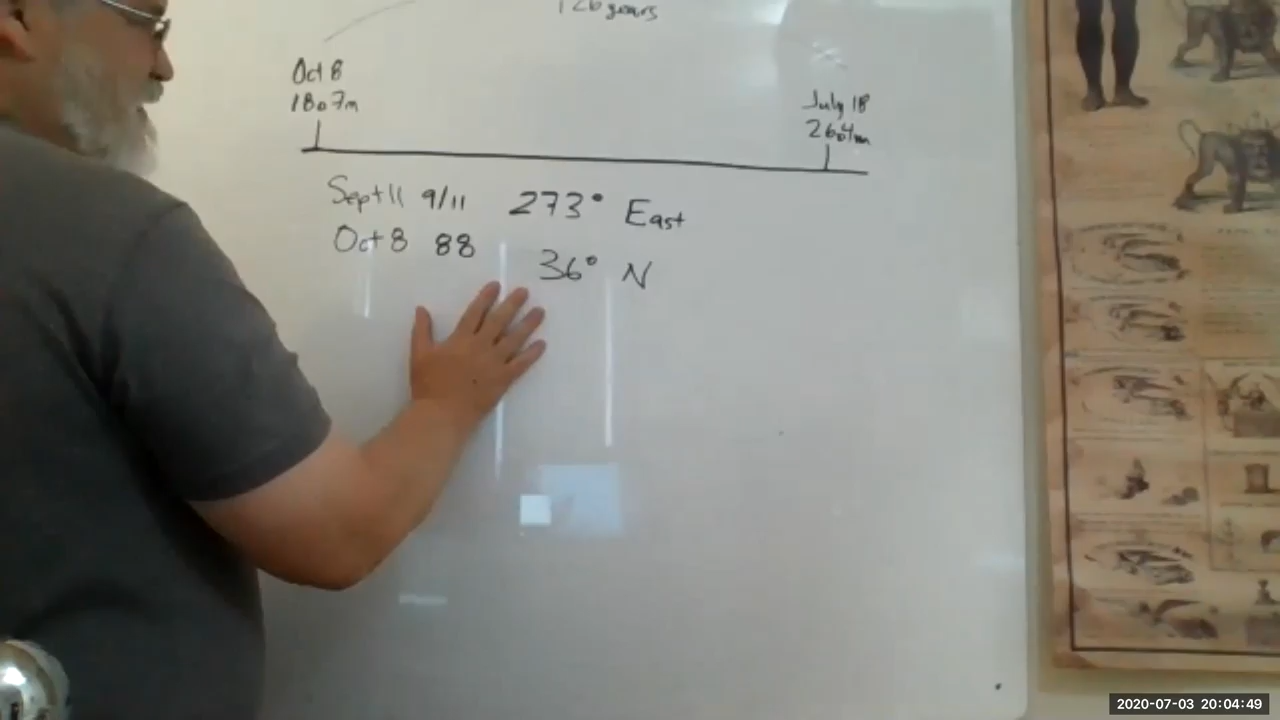 126 years
Oct 8
1807m
July 18
2604m
Sept 11 9/11 273° East
Oct 8 88 36° N
2020-07-03 20:04:49